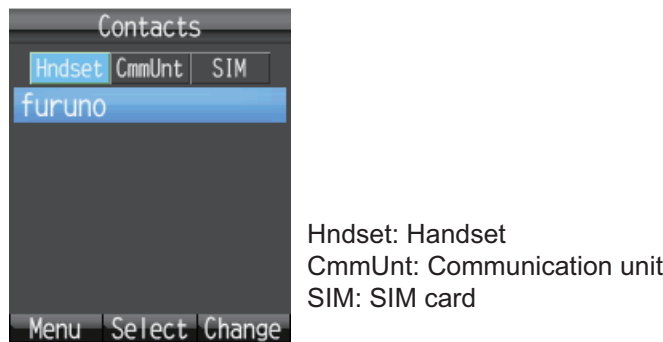 Contacts
Hndset CmmUnt SIM
furuno
Hndset: Handset
CmmUnt: Communication unit
SIM: SIM card
Menu Select Change